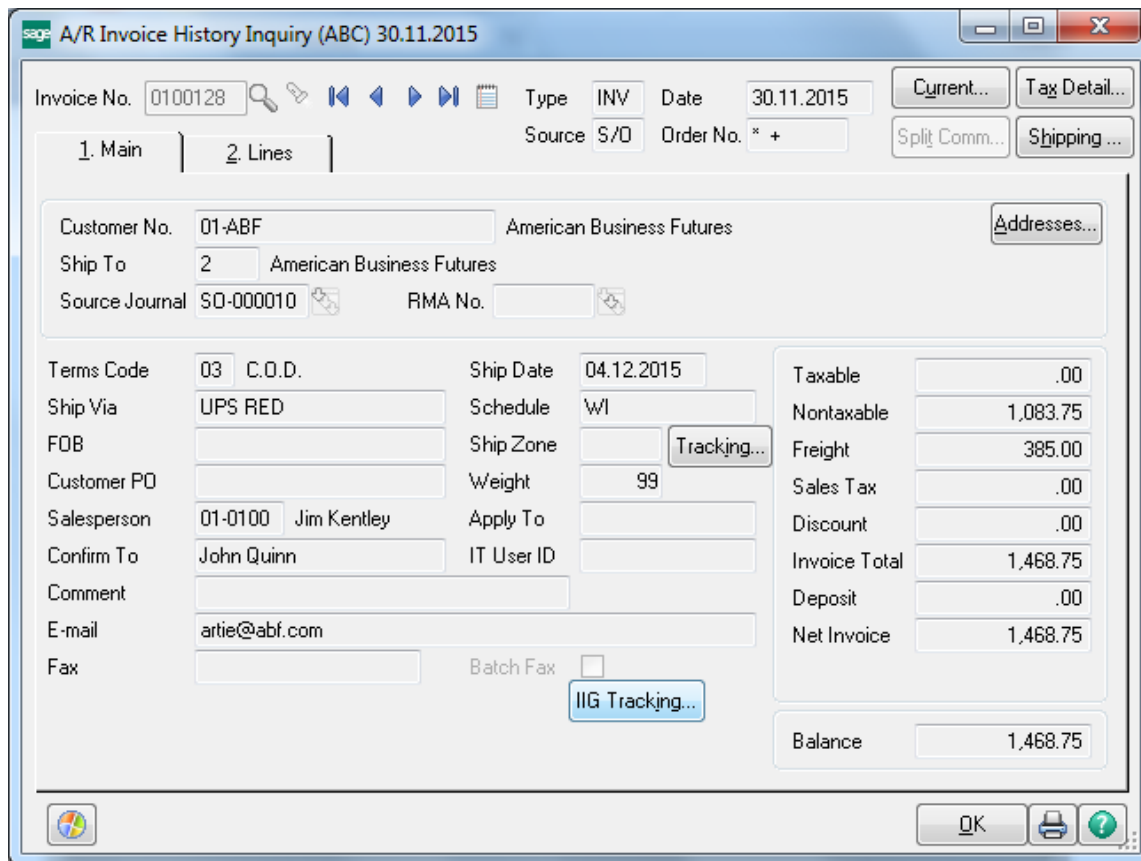 sage A/R Invoice History Inquiry (ABC) 30.11.2015
Invoice No. 0100128 Type INV Date 30.11.2015 Current... Tax Detail...
Source S/O Order No. * + Split Comm... Shipping ...
1. Main 2. Lines
Customer No. 01-ABF American Business Futures Addresses...
Ship To 2 American Business Futures
Source Journal SO-000010 RMA No.
Terms Code 03 C.O.D. Ship Date 04.12.2015 Taxable .00
Ship Via UPS RED Schedule WI Nontaxable 1,083.75
FOB Ship Zone Tracking... Freight 385.00
Customer PO Weight 99 Sales Tax .00
Salesperson 01-0100 Jim Kentley Apply To Discount .00
Confirm To John Quinn IT User ID Invoice Total 1,468.75
Comment Deposit .00
E-mail artie@abf.com Net Invoice 1,468.75
Fax Batch Fax
IIG Tracking...
Balance 1,468.75
OK